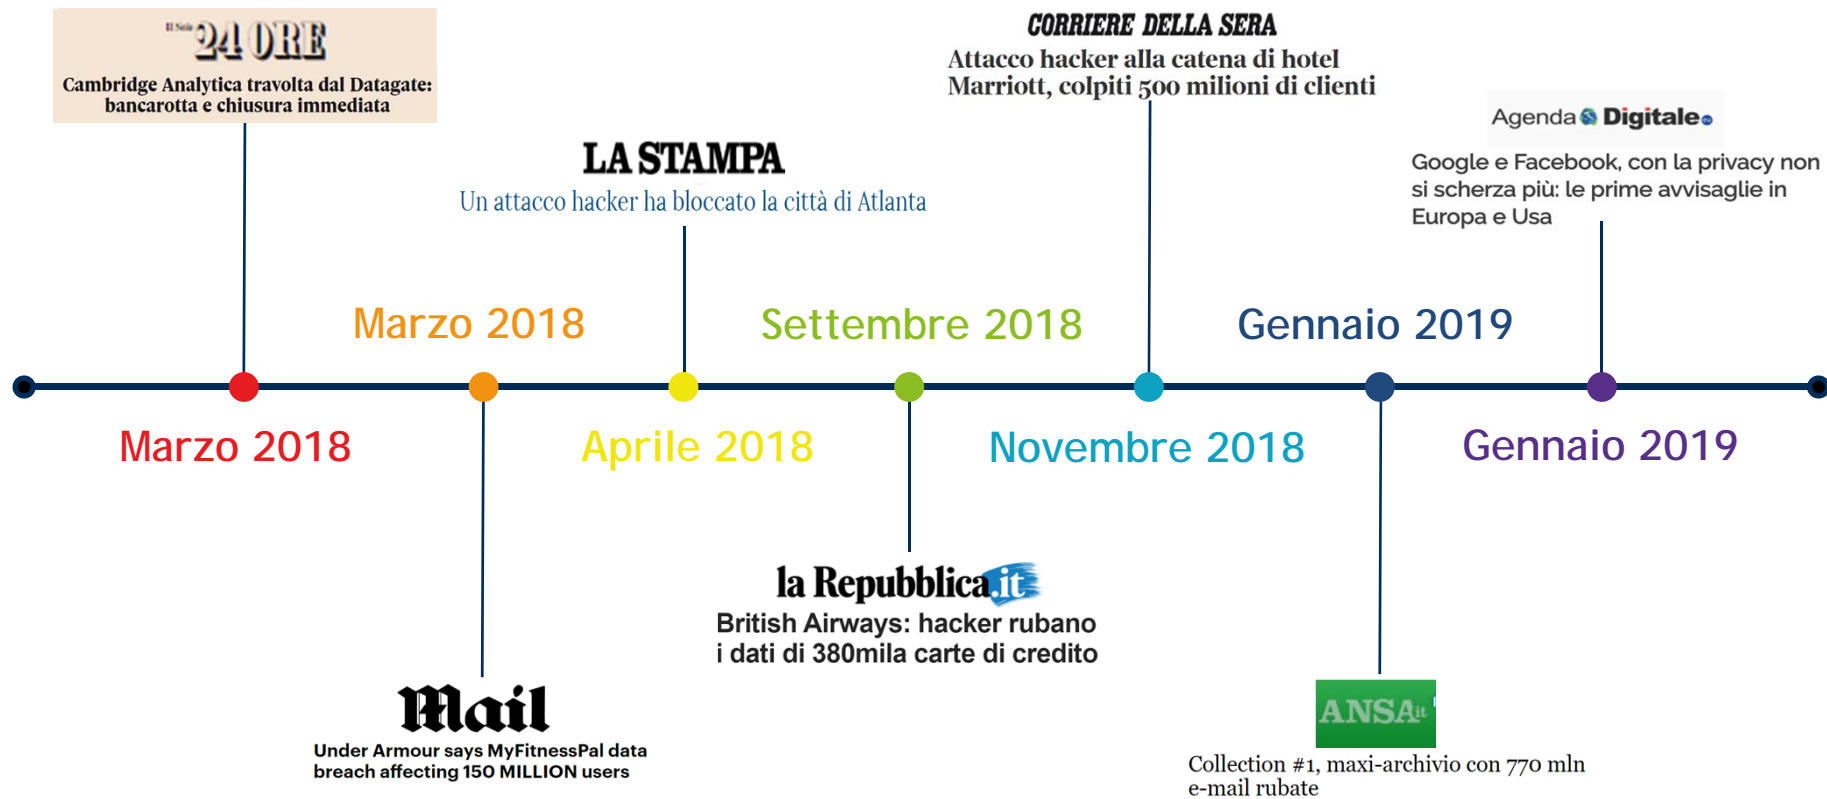 Il Sole
24 ORE
Cambridge Analytica travolta dal Datagate:
bancarotta e chiusura immediata
CORRIERE DELLA SERA
Attacco hacker alla catena di hotel
Marriott, colpiti 500 milioni di clienti
Agenda Digitale
Google e Facebook, con la privacy non
si scherza più: le prime avvisaglie in
Europa e Usa
LA STAMPA
Un attacco hacker ha bloccato la città di Atlanta
Marzo 2018
Settembre 2018
Gennaio 2019
Marzo 2018
Aprile 2018
Novembre 2018
Gennaio 2019
la Repubblica.it
British Airways: hacker rubano
i dati di 380mila carte di credito
Mail
Under Armour says MyFitnessPal data
breach affecting 150 MILLION users
ANSAit
Collection #1, maxi-archivio con 770 mln
e-mail rubate